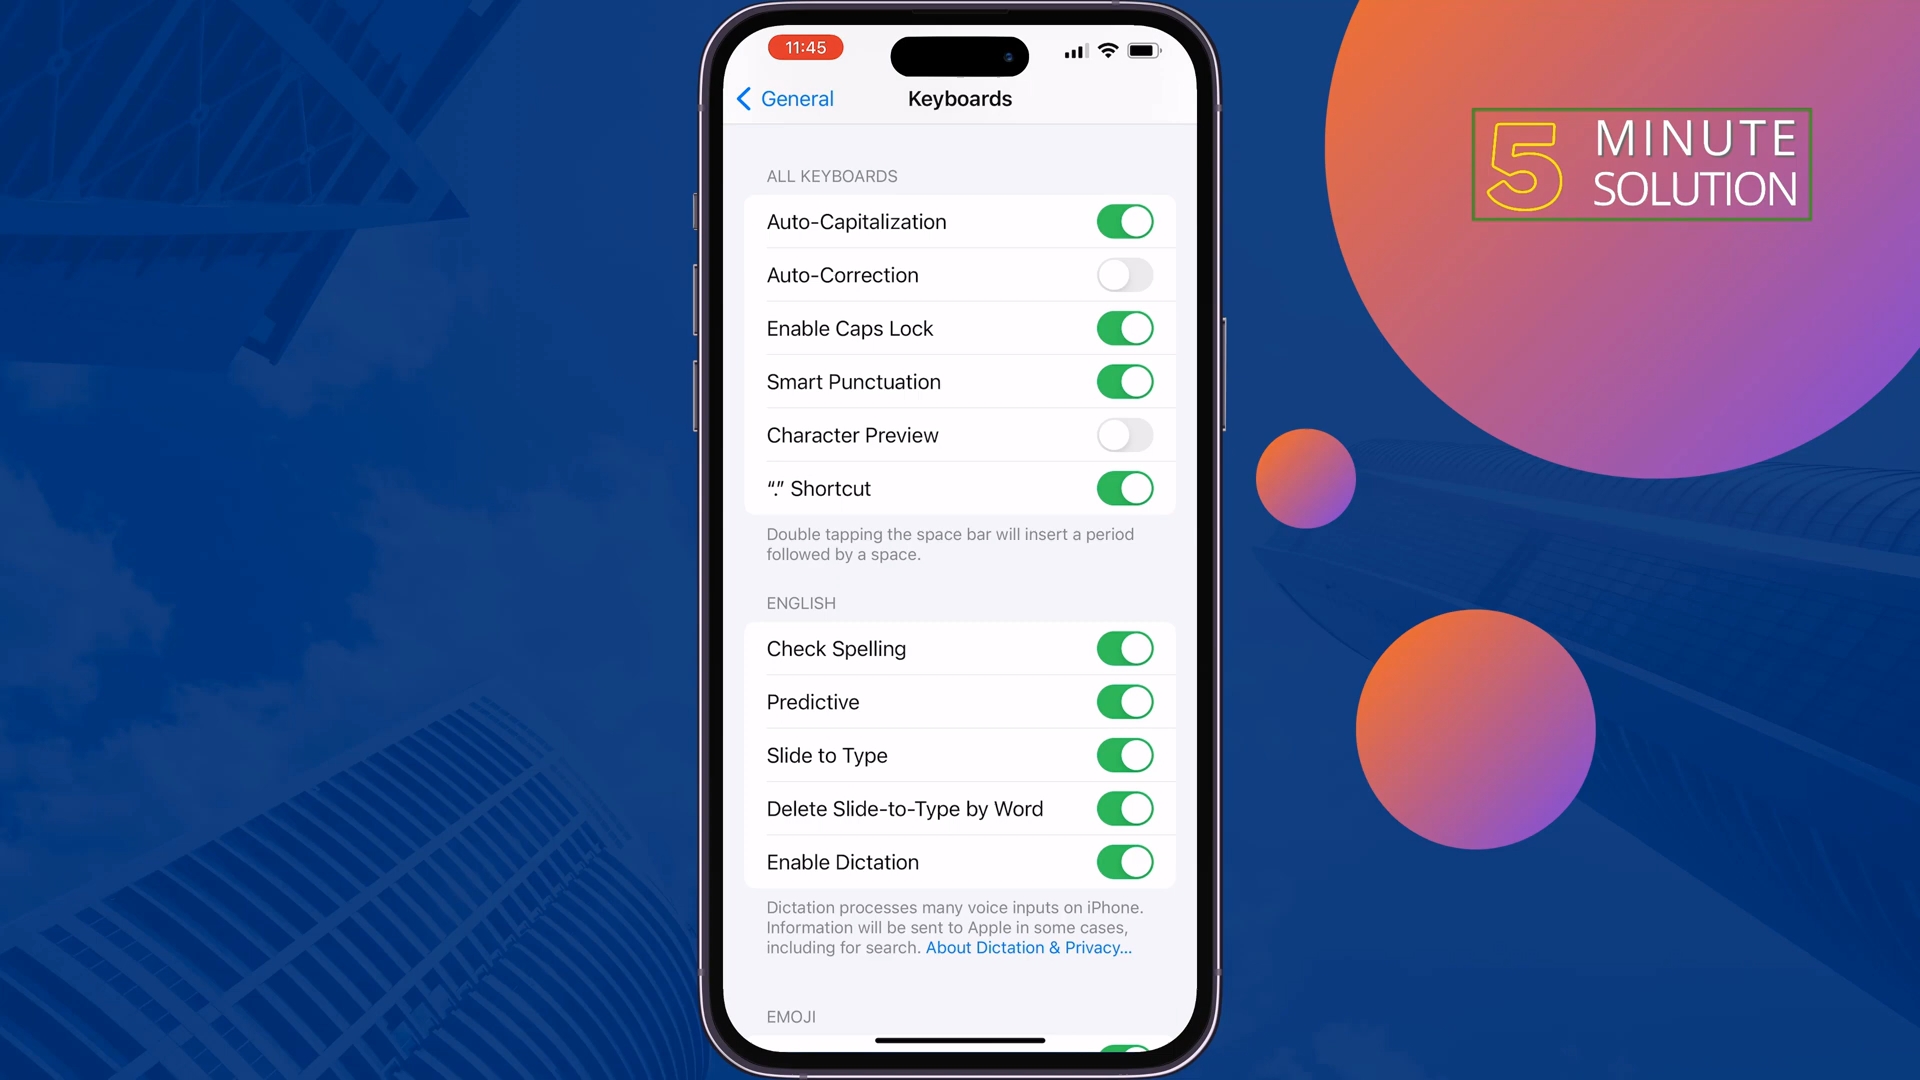 11:45
General
Keyboards
ALL KEYBOARDS
Auto-Capitalization
Auto-Correction
Enable Caps Lock
Smart Punctuation
Character Preview
“.” Shortcut
Double tapping the space bar will insert a period
followed by a space.
ENGLISH
Check Spelling
Predictive
Slide to Type
Delete Slide-to-Type by Word
Enable Dictation
Dictation processes many voice inputs on iPhone.
Information will be sent to Apple in some cases,
including for search. About Dictation & Privacy...
EMOJI
5 MINUTE
SOLUTION